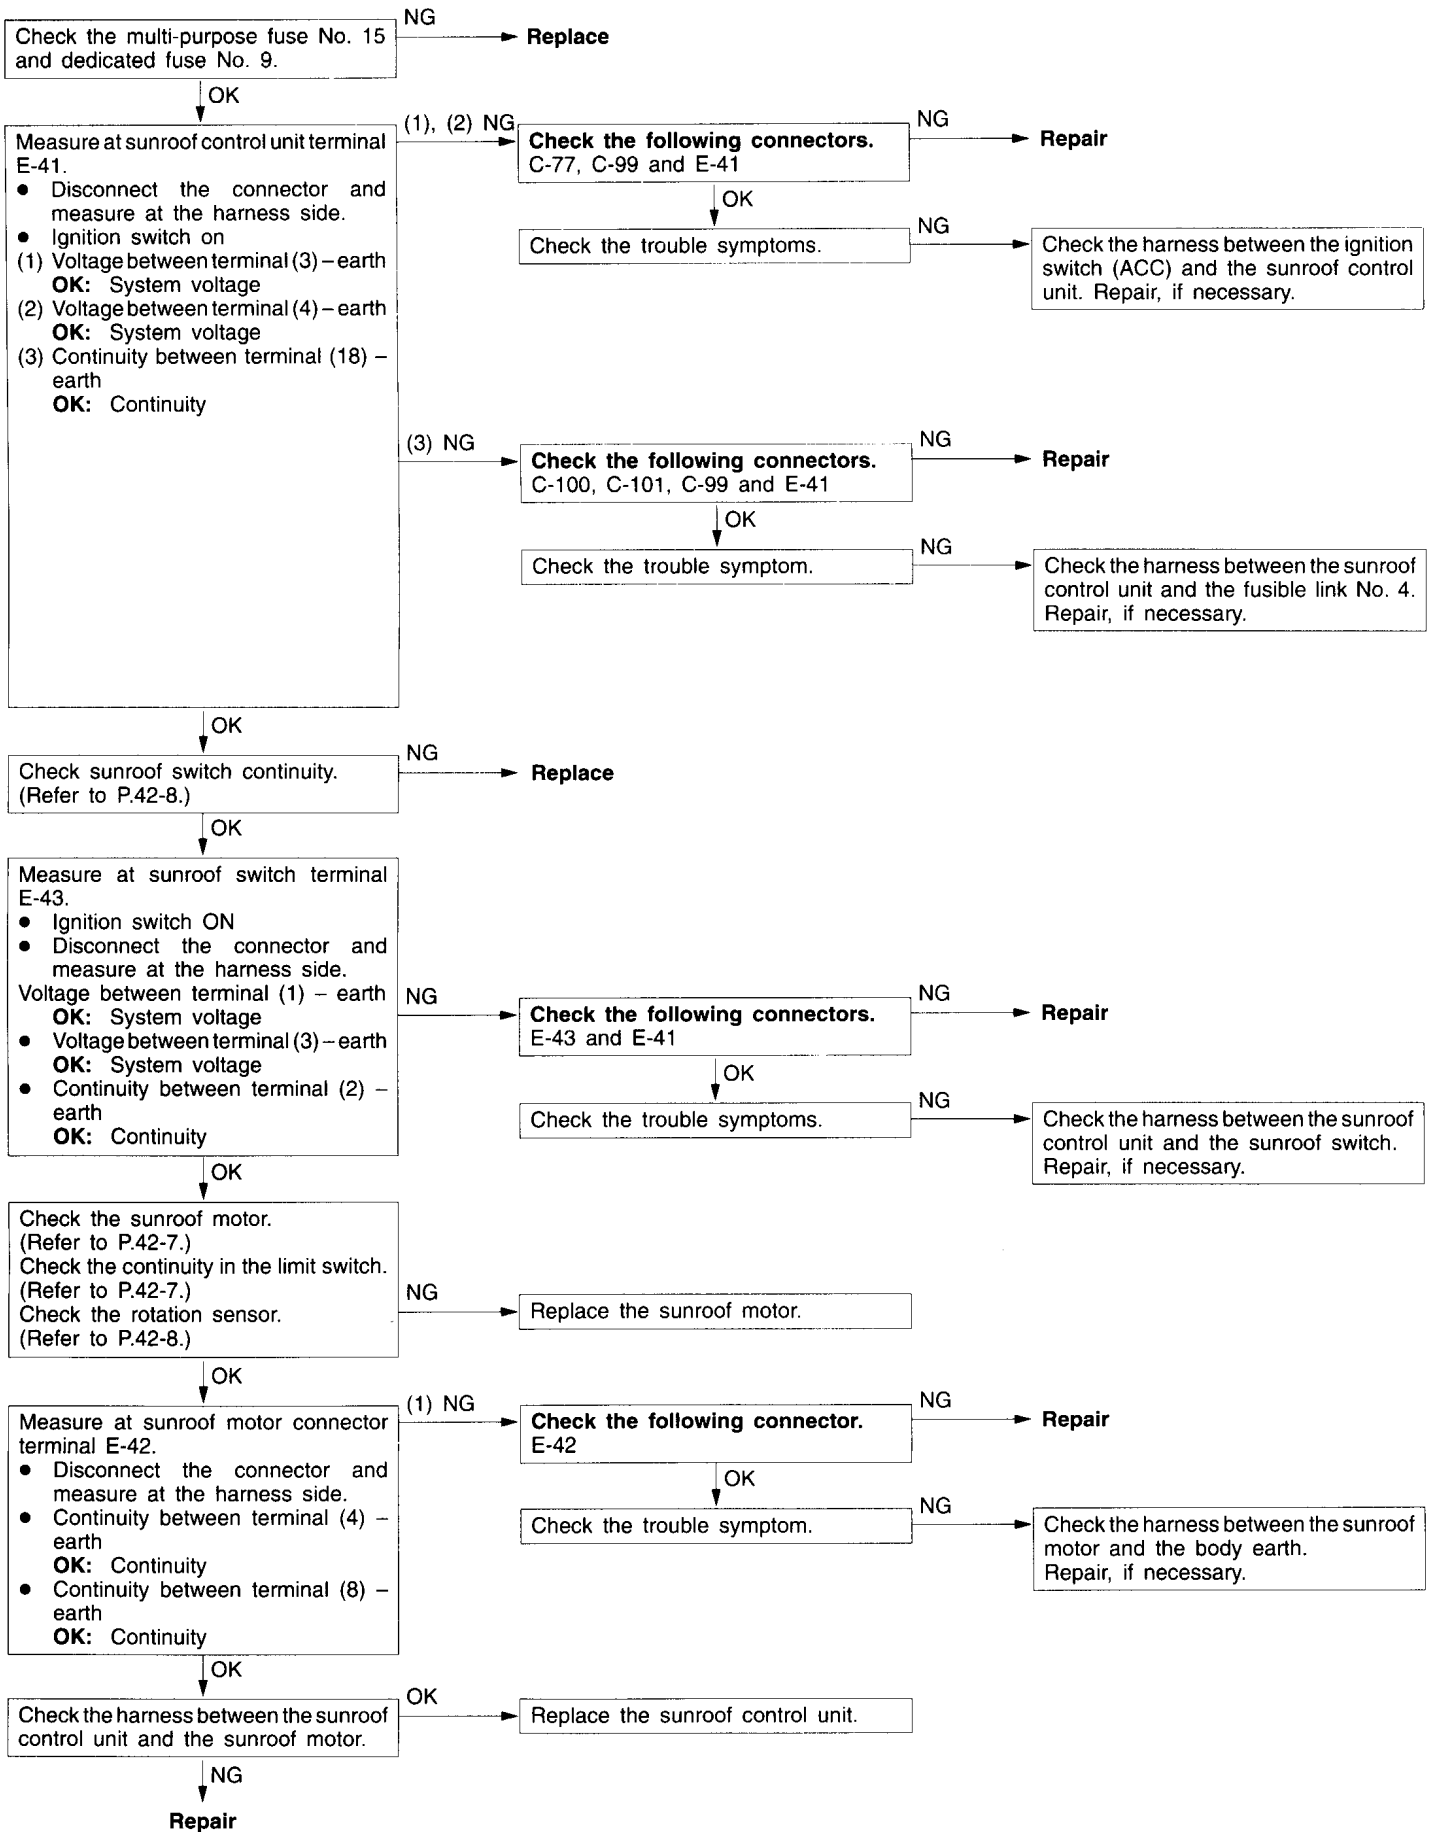 NG
Check the multi-purpose fuse No. 15
and dedicated fuse No. 9.
Replace
OK
Measure at sunroof control unit terminal
E-41.
● Disconnect the connector and
measure at the harness side.
● Ignition switch on
(1) Voltage between terminal (3) – earth
OK: System voltage
(2) Voltage between terminal (4) – earth
OK: System voltage
(3) Continuity between terminal (18) –
earth
OK: Continuity
(1), (2) NG
Check the following connectors.
C-77, C-99 and E-41
NG
Repair
OK
Check the trouble symptoms.
NG
Check the harness between the ignition
switch (ACC) and the sunroof control
unit. Repair, if necessary.
(3) NG
Check the following connectors.
C-100, C-101, C-99 and E-41
NG
Repair
OK
Check the trouble symptom.
NG
Check the harness between the sunroof
control unit and the fusible link No. 4.
Repair, if necessary.
OK
Check sunroof switch continuity.
(Refer to P.42-8.)
NG
Replace
OK
Measure at sunroof switch terminal
E-43.
● Ignition switch ON
● Disconnect the connector and
measure at the harness side.
Voltage between terminal (1) – earth
OK: System voltage
● Voltage between terminal (3) – earth
OK: System voltage
● Continuity between terminal (2) –
earth
OK: Continuity
NG
Check the following connectors.
E-43 and E-41
NG
Repair
OK
Check the trouble symptoms.
NG
Check the harness between the sunroof
control unit and the sunroof switch.
Repair, if necessary.
OK
Check the sunroof motor.
(Refer to P.42-7.)
Check the continuity in the limit switch.
(Refer to P.42-7.)
Check the rotation sensor.
(Refer to P.42-8.)
NG
Replace the sunroof motor.
OK
Measure at sunroof motor connector
terminal E-42.
● Disconnect the connector and
measure at the harness side.
● Continuity between terminal (4) –
earth
OK: Continuity
● Continuity between terminal (8) –
earth
OK: Continuity
(1) NG
Check the following connector.
E-42
NG
Repair
OK
Check the trouble symptom.
NG
Check the harness between the sunroof
motor and the body earth.
Repair, if necessary.
OK
Check the harness between the sunroof
control unit and the sunroof motor.
OK
Replace the sunroof control unit.
NG
Repair